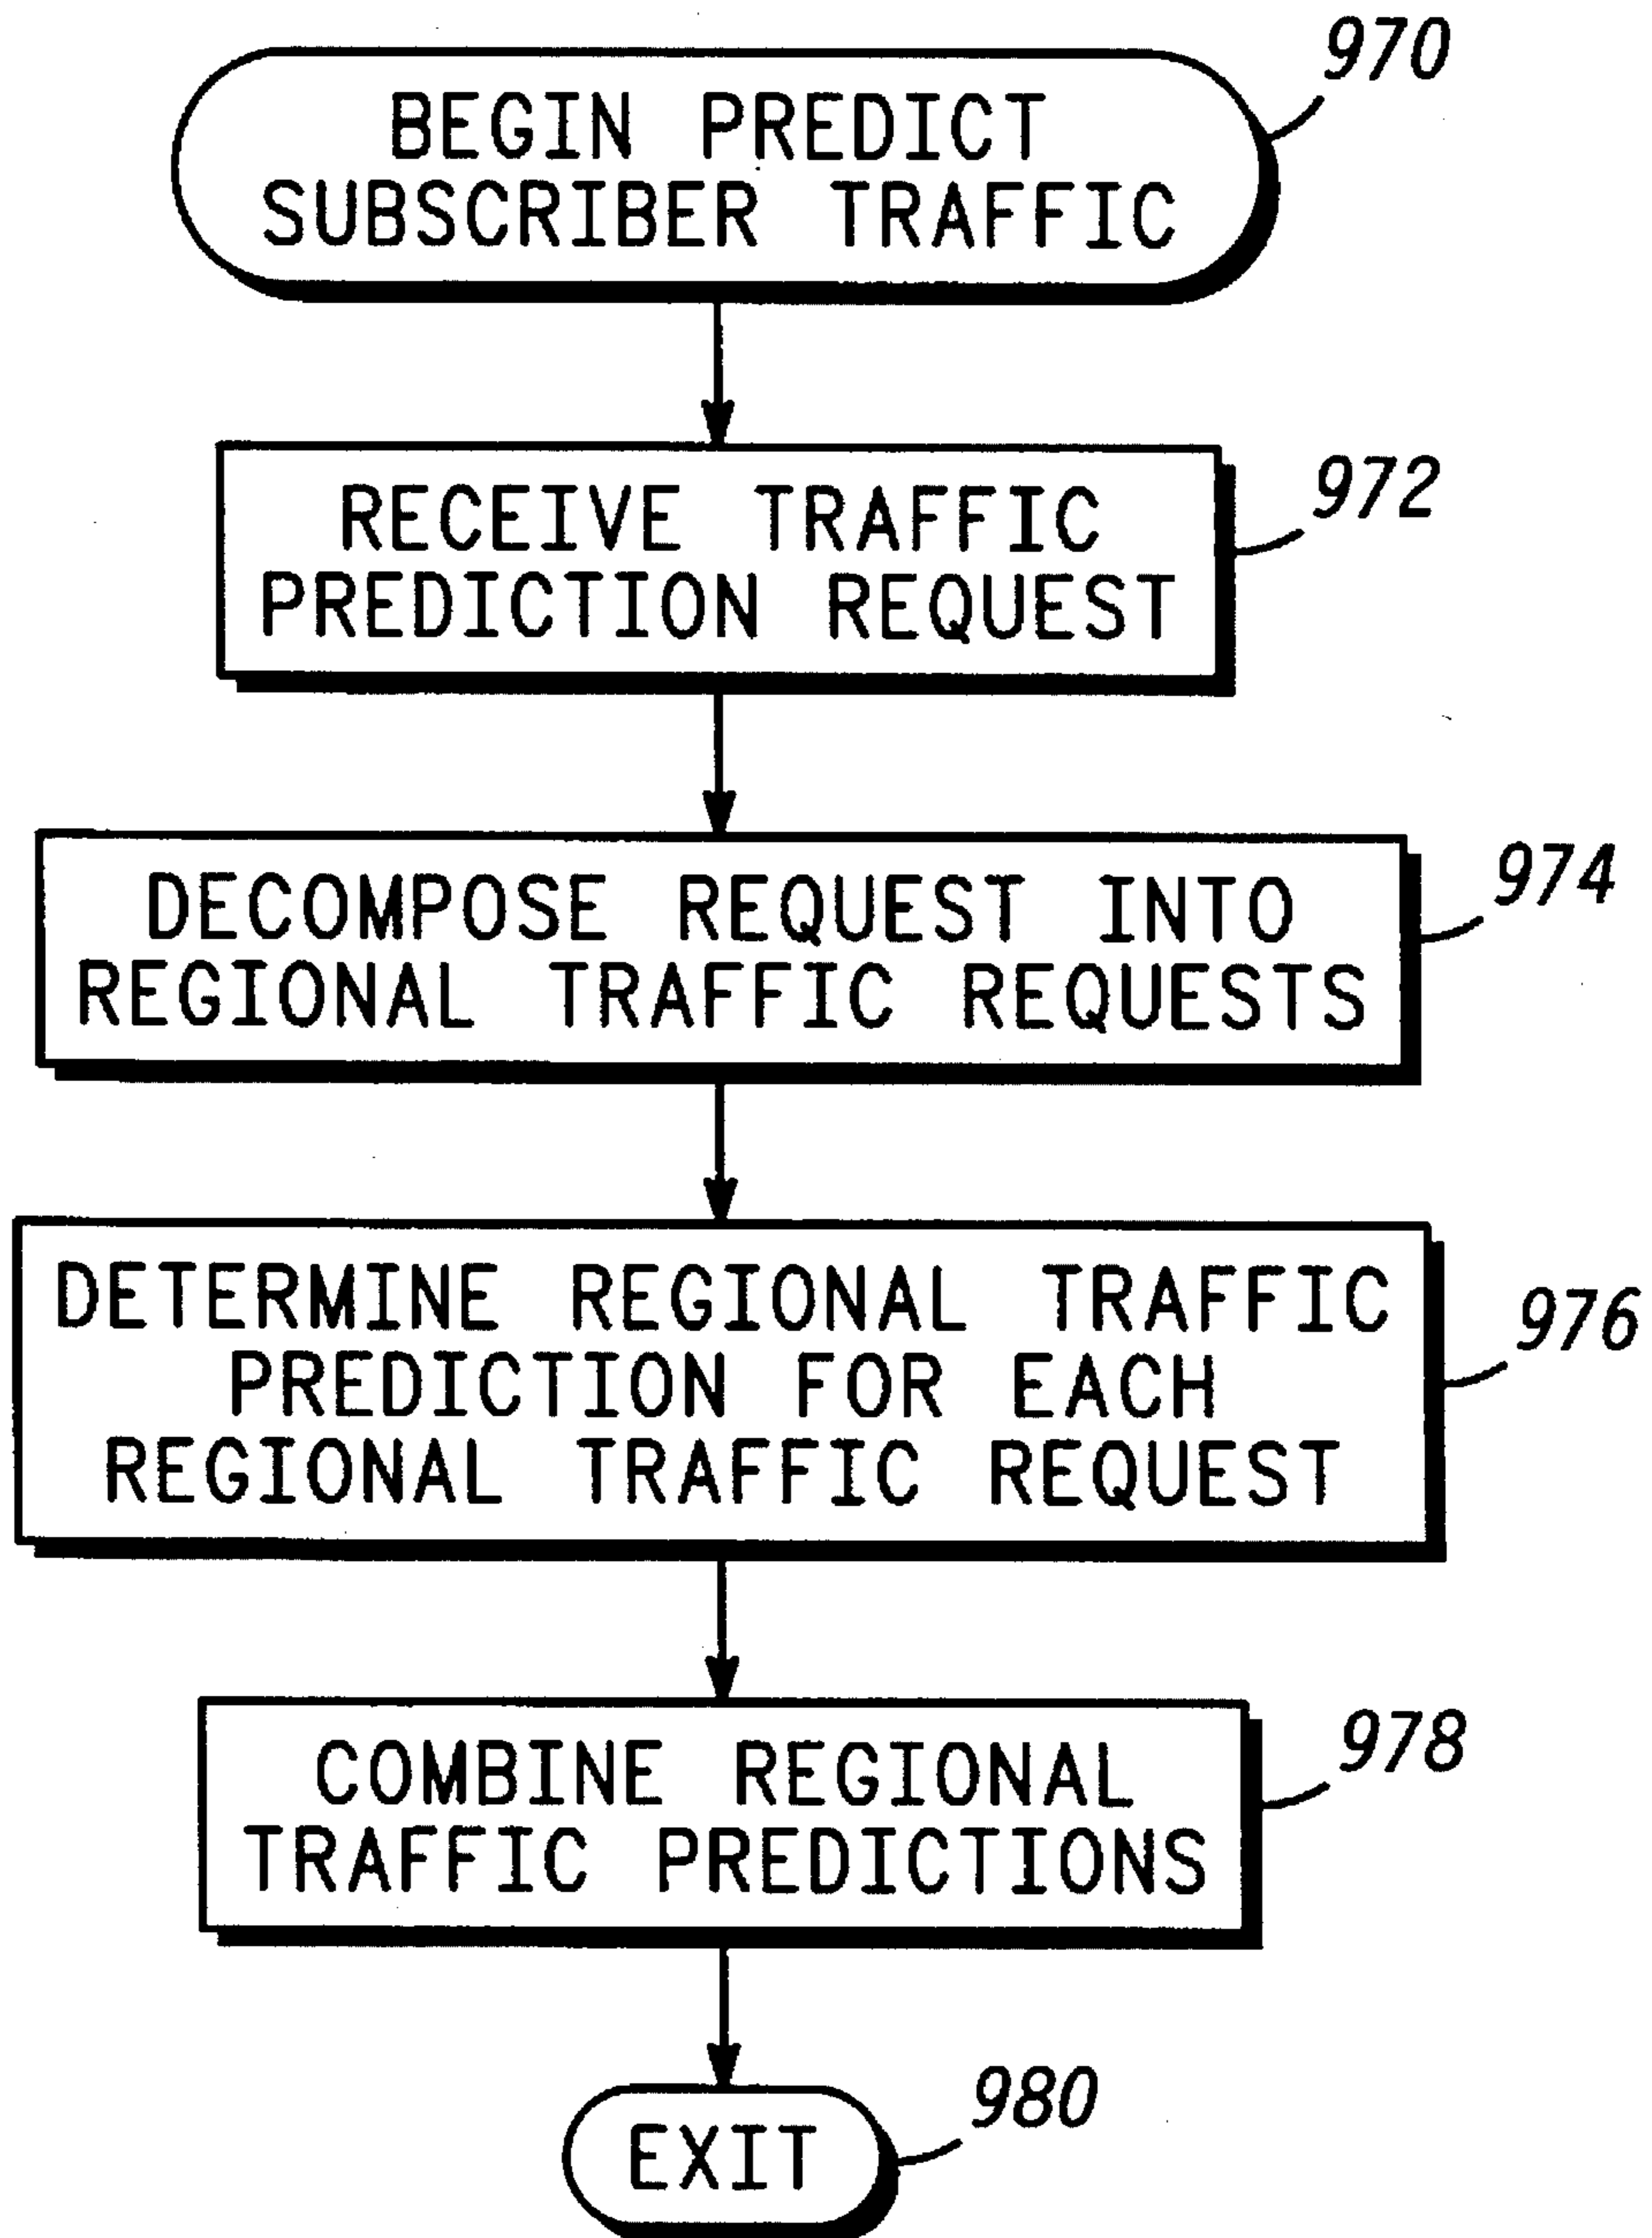 970
BEGIN PREDICT
SUBSCRIBER TRAFFIC
972
RECEIVE TRAFFIC
PREDICTION REQUEST
974
DECOMPOSE REQUEST INTO
REGIONAL TRAFFIC REQUESTS
976
DETERMINE REGIONAL TRAFFIC
PREDICTION FOR EACH
REGIONAL TRAFFIC REQUEST
978
COMBINE REGIONAL
TRAFFIC PREDICTIONS
980
EXIT